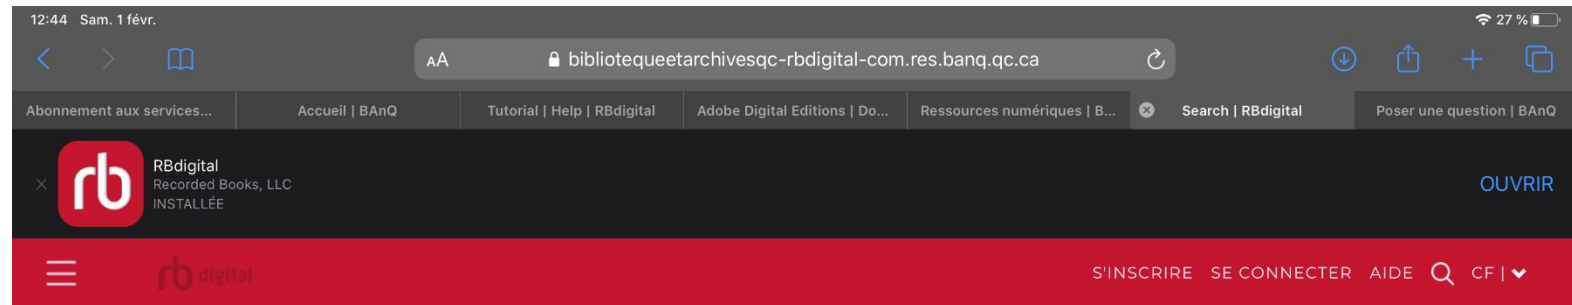 12:44 Sam. 1 févr. 27 %
AA bibliotequeetarchivesqc-rbdigital-com.res.banq.qc.ca
Abonnement aux services... Accueil | BAnQ Tutorial | Help | RBdigital Adobe Digital Editions | Do... Ressources numériques | B... Search | RBdigital Poser une question | BAnQ
rb
RBdigital
Recorded Books, LLC
INSTALLÉE
OUVRIR
rb digital S'INSCRIRE SE CONNECTER AIDE CF |